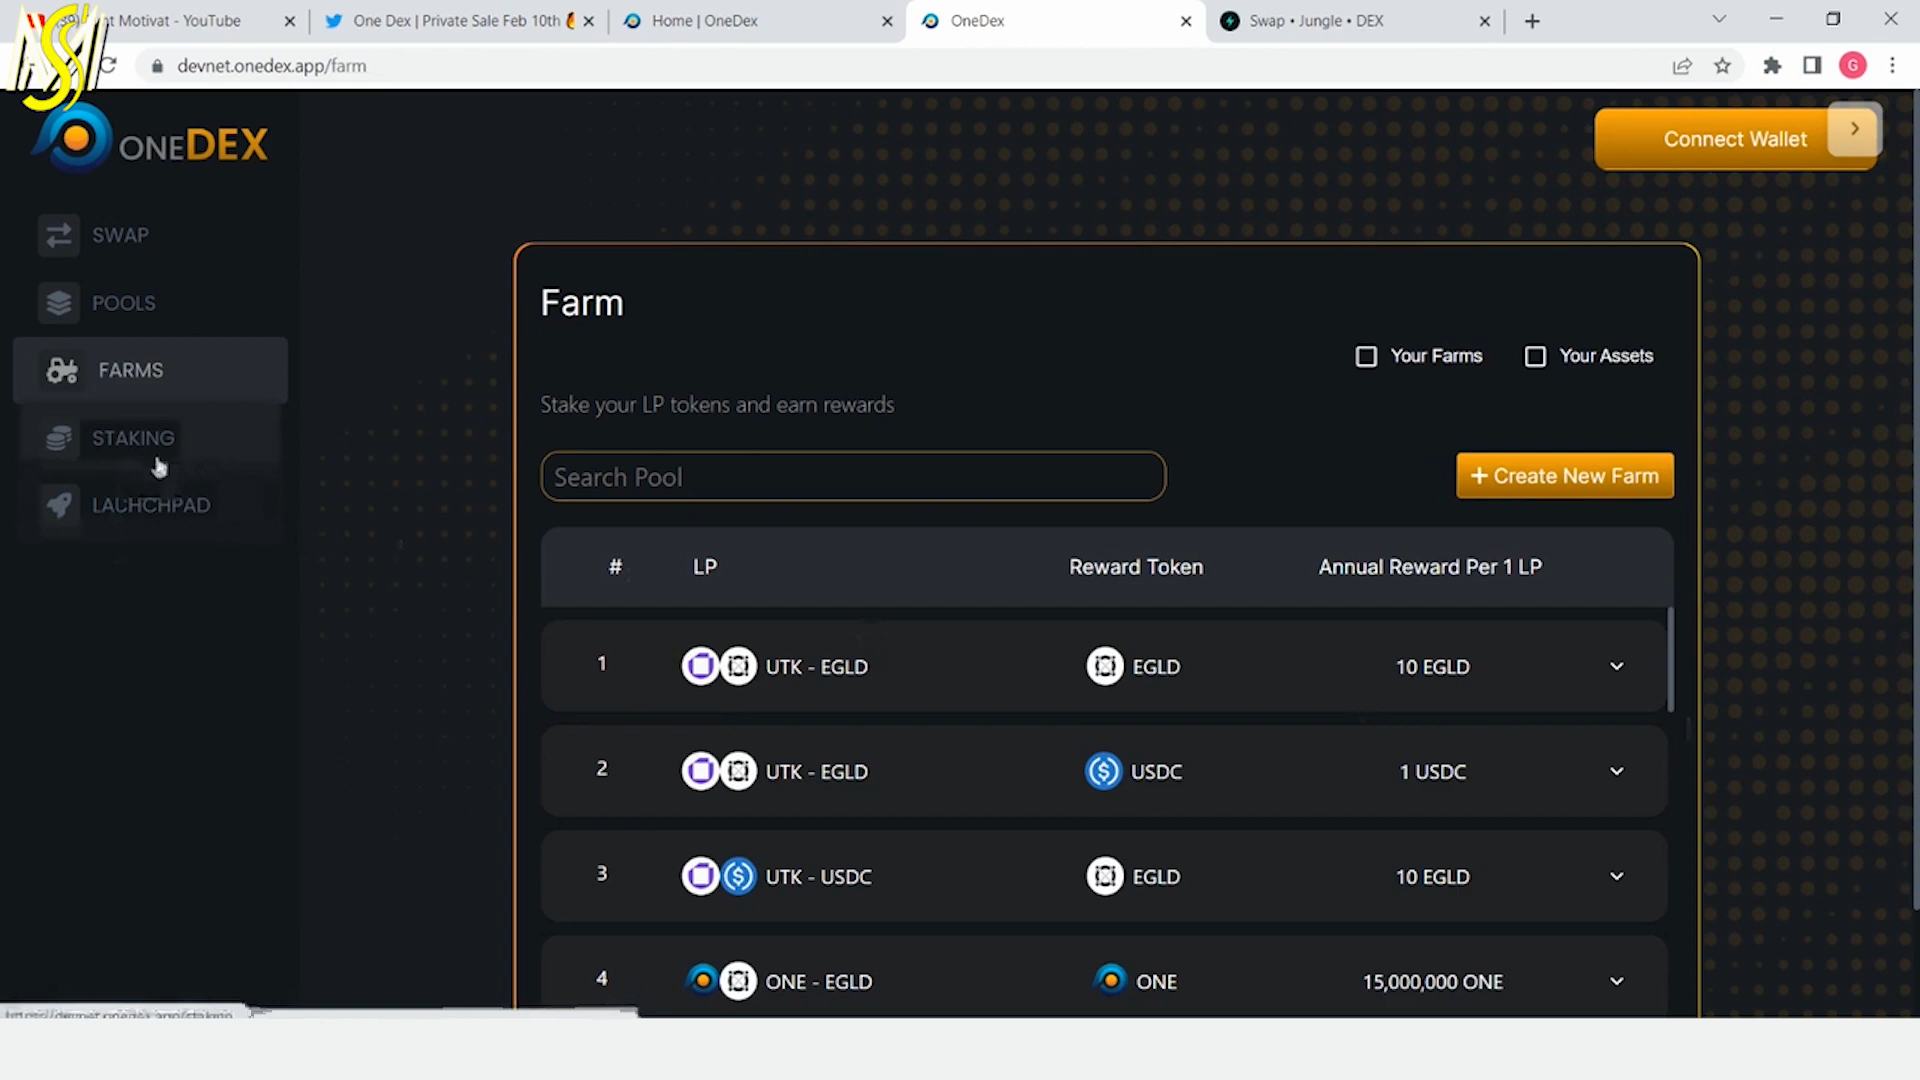 nt Motivat - YouTube
One Dex | Private Sale Feb 10th
Home | OneDex
OneDex
Swap • Jungle • DEX
devnet.onedex.app/farm
G
ONEDEX
Connect Wallet
SWAP
POOLS
FARMS
STAKING
LAUCHCPAD
Farm
Your Farms
Your Assets
Stake your LP tokens and earn rewards
Search Pool
+ Create New Farm
# LP Reward Token Annual Reward Per 1 LP
1 UTK - EGLD EGLD 10 EGLD
2 UTK - EGLD USDC 1 USDC
3 UTK - USDC EGLD 10 EGLD
4 ONE - EGLD ONE 15,000,000 ONE